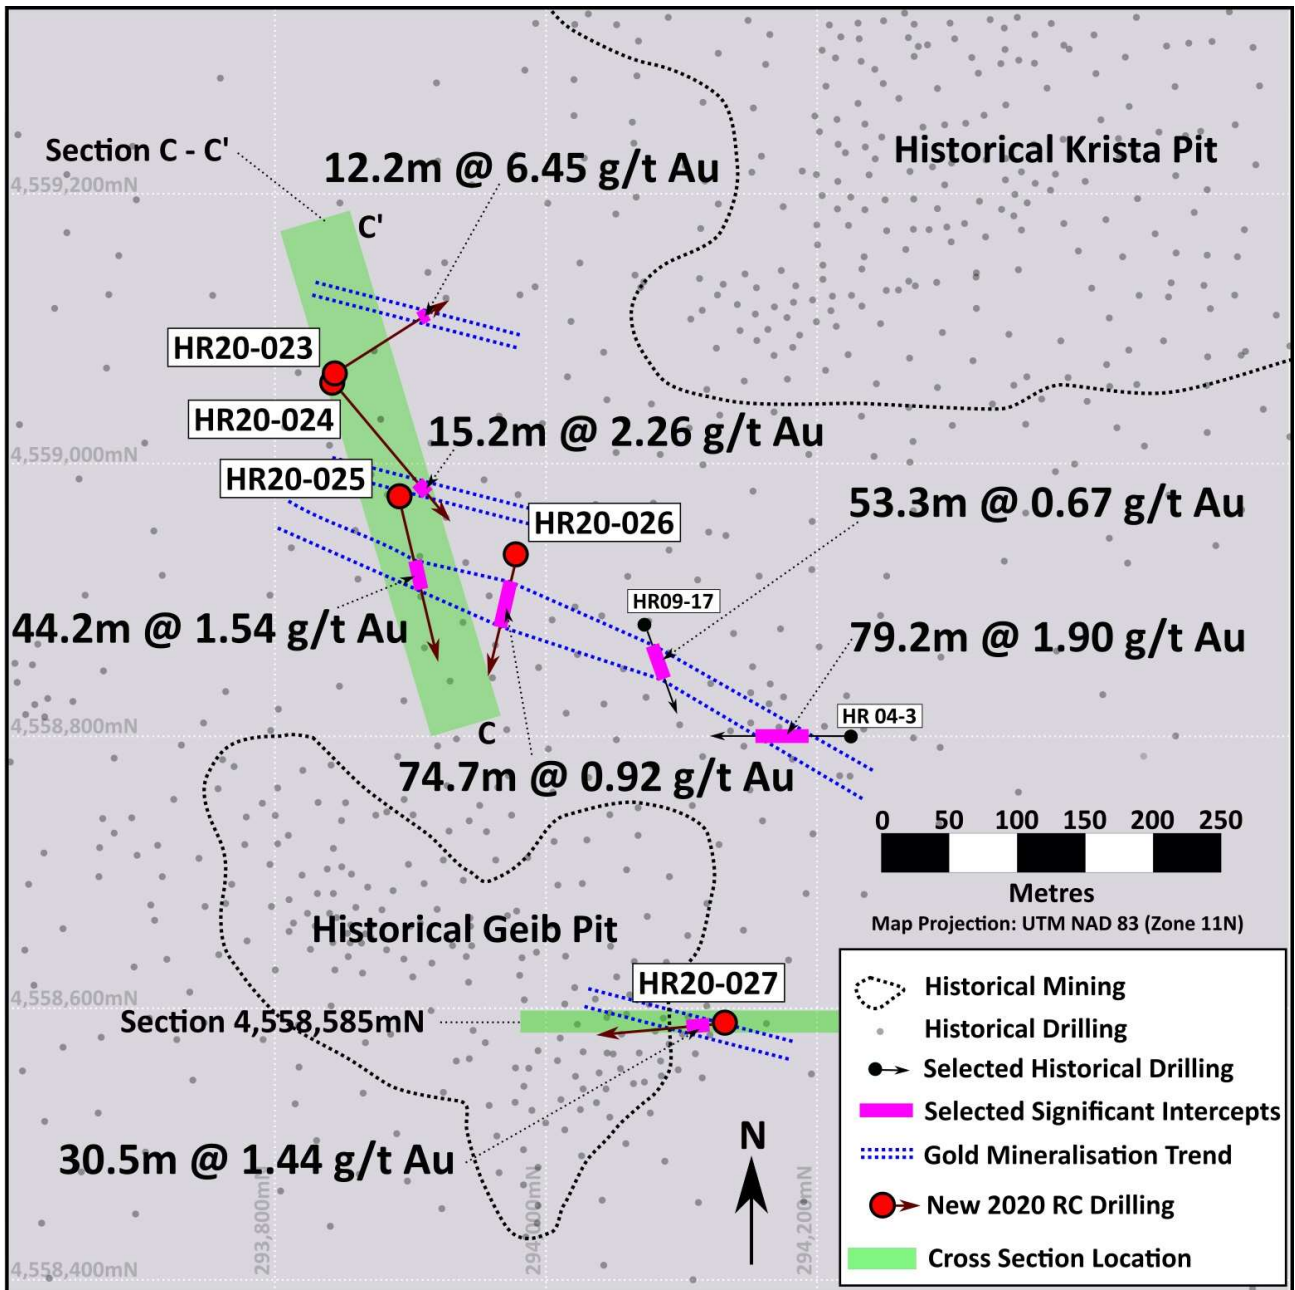 Section C - C'
12.2m @ 6.45 g/t Au
Historical Krista Pit
4,559,200mN
C'
HR20-023
HR20-024
15.2m @ 2.26 g/t Au
4,559,000mN
HR20-025
53.3m @ 0.67 g/t Au
HR20-026
HR09-17
44.2m @ 1.54 g/t Au
79.2m @ 1.90 g/t Au
HR 04-3
4,558,800mN
C
74.7m @ 0.92 g/t Au
0 50 100 150 200 250
Metres
Map Projection: UTM NAD 83 (Zone 11N)
Historical Geib Pit
HR20-027
4,558,600mN
Section 4,558,585mN
30.5m @ 1.44 g/t Au
N
293,800mN
294,000mN
294,200mN
4,558,400mN
Historical Mining
Historical Drilling
Selected Historical Drilling
Selected Significant Intercepts
Gold Mineralisation Trend
New 2020 RC Drilling
Cross Section Location